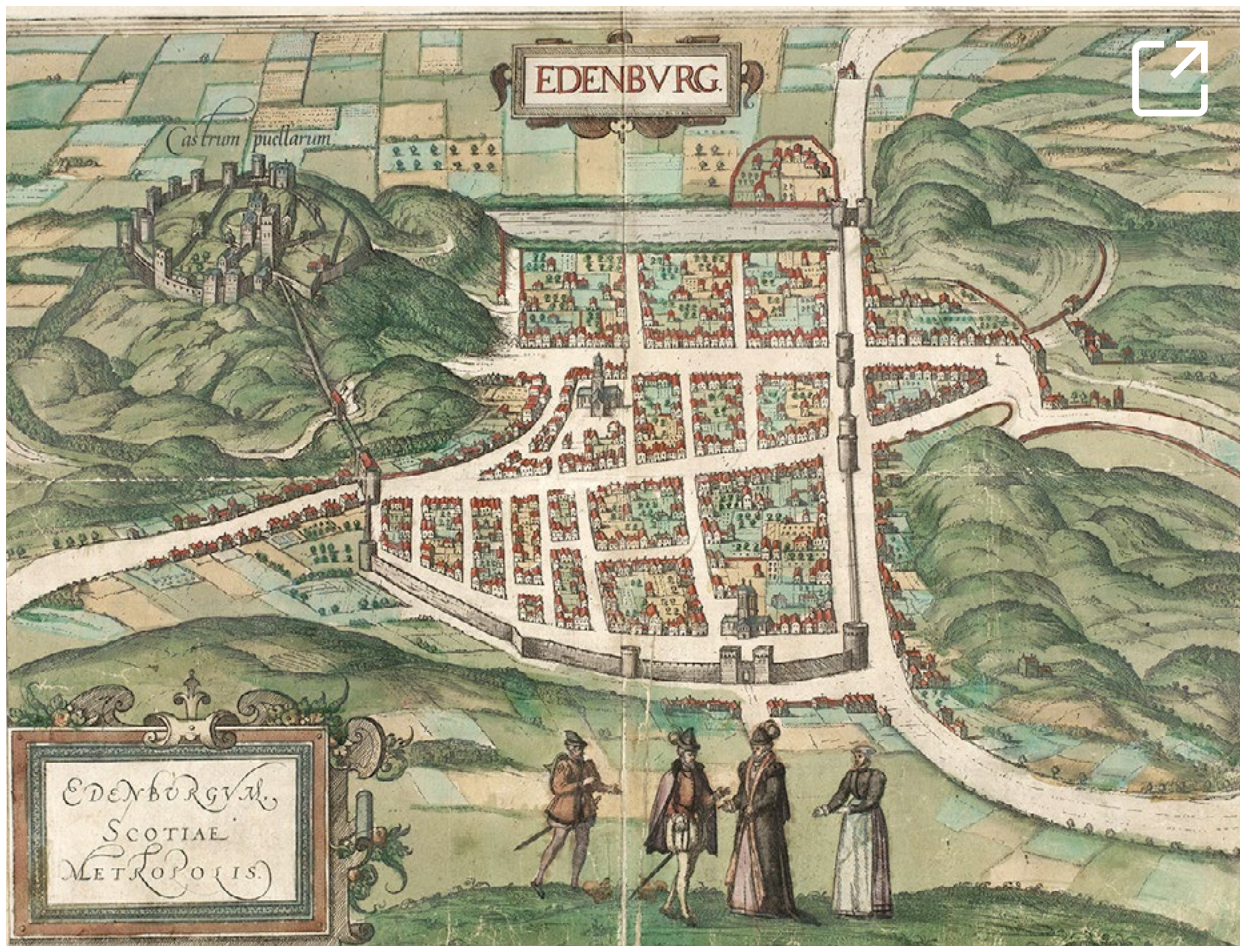 EDENBVRG.
Castrum puellarum
EDENBVRGVM,
SCOTIAE
METROPOLIS.